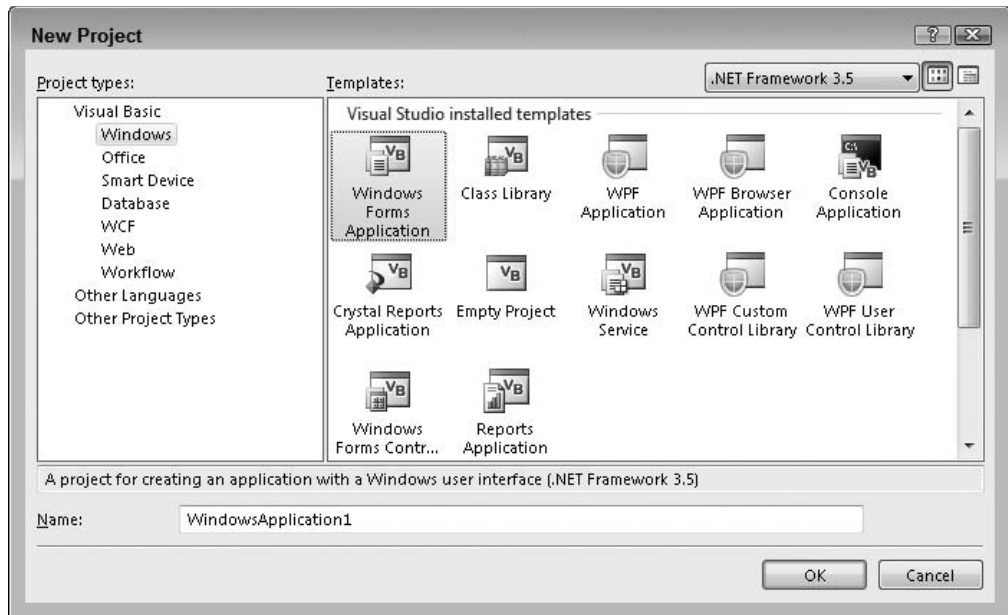 New Project
Project types:
Templates:
.NET Framework 3.5
Visual Basic
Windows
Office
Smart Device
Database
WCF
Web
Workflow
Other Languages
Other Project Types
Visual Studio installed templates
Windows
Forms
Application
Class Library
WPF
Application
WPF Browser
Application
Console
Application
Crystal Reports
Application
Empty Project
Windows
Service
WPF Custom
Control Library
WPF User
Control Library
Windows
Forms Contr...
Reports
Application
A project for creating an application with a Windows user interface (.NET Framework 3.5)
Name:
WindowsApplication1
OK
Cancel